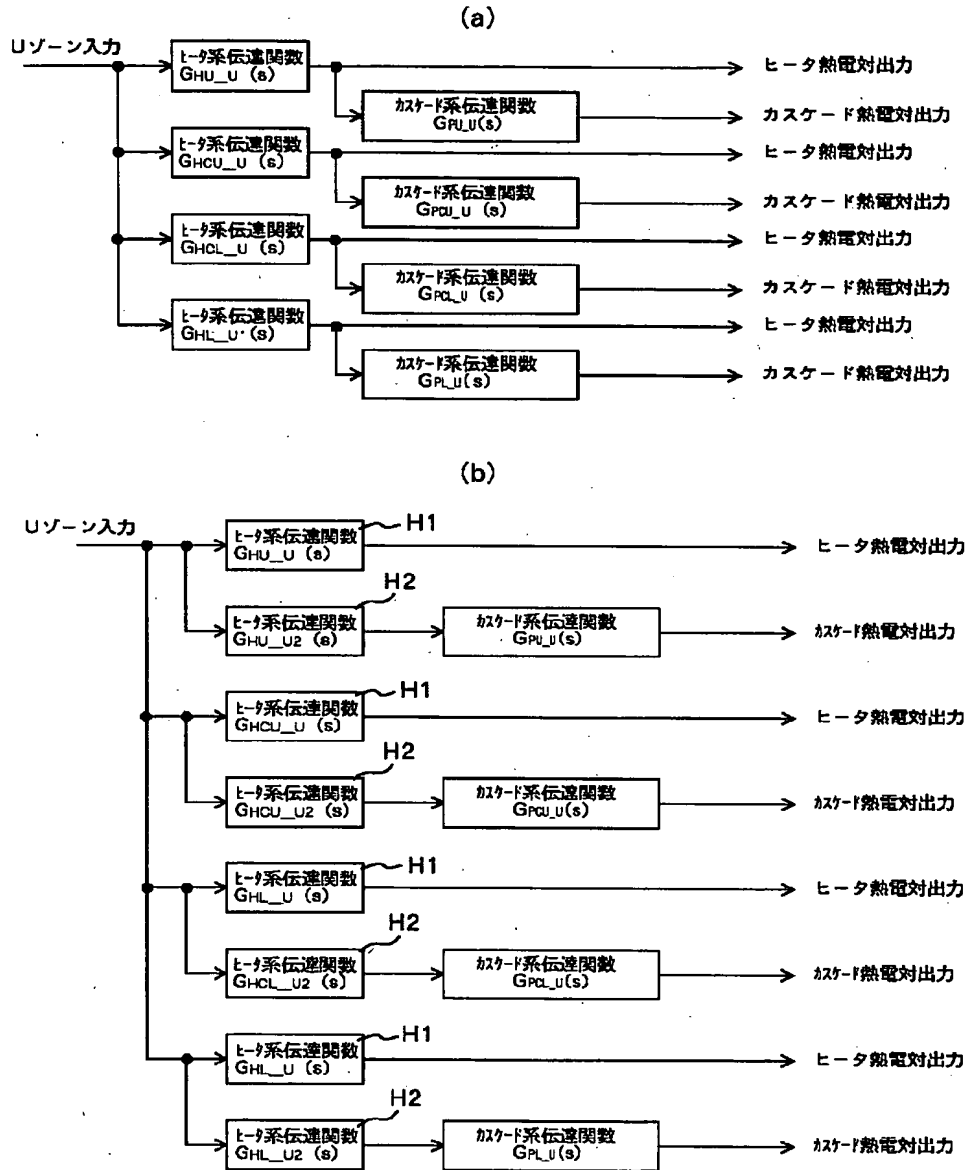 (a)
Uゾーン入力
ﾋｰﾀ系伝達関数
GHU_U (s)
ヒータ熱電対出力
ｶｽｹｰﾄﾞ系伝達関数
GPU_U(s)
カスケード熱電対出力
ﾋｰﾀ系伝達関数
GHCU_U (s)
ヒータ熱電対出力
ｶｽｹｰﾄﾞ系伝達関数
GPCU_U (s)
カスケード熱電対出力
ﾋｰﾀ系伝達関数
GHCL_U (s)
ヒータ熱電対出力
ｶｽｹｰﾄﾞ系伝達関数
GPCL_U (s)
カスケード熱電対出力
ﾋｰﾀ系伝達関数
GHL_U (s)
ヒータ熱電対出力
ｶｽｹｰﾄﾞ系伝達関数
GPL_U(s)
カスケード熱電対出力
(b)
Uゾーン入力
H1
ﾋｰﾀ系伝達関数
GHU_U (s)
ヒータ熱電対出力
H2
ﾋｰﾀ系伝達関数
GHU_U2 (s)
ｶｽｹｰﾄﾞ系伝達関数
GPU_U(s)
ｶｽｹｰﾄﾞ熱電対出力
H1
ﾋｰﾀ系伝達関数
GHCU_U (s)
ヒータ熱電対出力
H2
ﾋｰﾀ系伝達関数
GHCU_U2 (s)
ｶｽｹｰﾄﾞ系伝達関数
GPCU_U(s)
ｶｽｹｰﾄﾞ熱電対出力
H1
ﾋｰﾀ系伝達関数
GHL_U (s)
ヒータ熱電対出力
H2
ﾋｰﾀ系伝達関数
GHCL_U2 (s)
ｶｽｹｰﾄﾞ系伝達関数
GPCL_U(s)
ｶｽｹｰﾄﾞ熱電対出力
H1
ﾋｰﾀ系伝達関数
GHL_U (s)
ヒータ熱電対出力
H2
ﾋｰﾀ系伝達関数
GHL_U2 (s)
ｶｽｹｰﾄﾞ系伝達関数
GPL_U(s)
ｶｽｹｰﾄﾞ熱電対出力